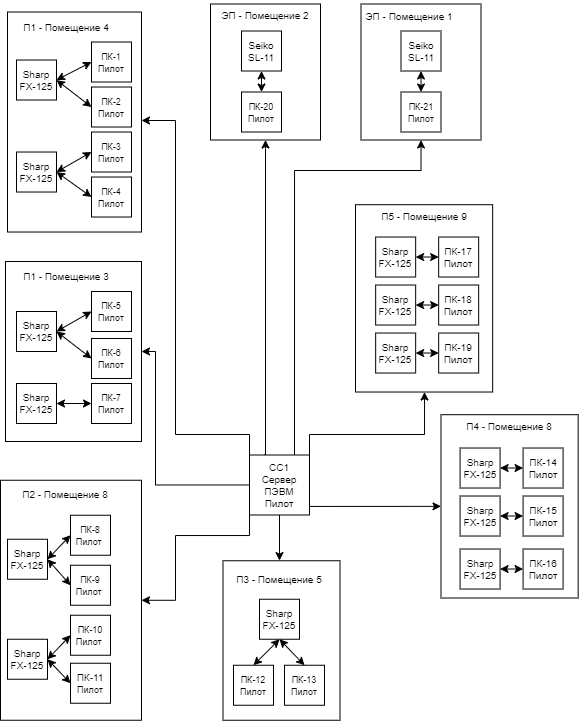 П1 - Помещение 4
Sharp
FX-125
ПК-1
Пилот
ПК-2
Пилот
Sharp
FX-125
ПК-3
Пилот
ПК-4
Пилот
ЭП - Помещение 2
Seiko
SL-11
ПК-20
Пилот
ЭП - Помещение 1
Seiko
SL-11
ПК-21
Пилот
П1 - Помещение 3
Sharp
FX-125
ПК-5
Пилот
ПК-6
Пилот
Sharp
FX-125
ПК-7
Пилот
П5 - Помещение 9
Sharp
FX-125
ПК-17
Пилот
Sharp
FX-125
ПК-18
Пилот
Sharp
FX-125
ПК-19
Пилот
СС1
Сервер
ПЭВМ
Пилот
П4 - Помещение 8
Sharp
FX-125
ПК-14
Пилот
Sharp
FX-125
ПК-15
Пилот
Sharp
FX-125
ПК-16
Пилот
П2 - Помещение 8
Sharp
FX-125
ПК-8
Пилот
ПК-9
Пилот
Sharp
FX-125
ПК-10
Пилот
ПК-11
Пилот
П3 - Помещение 5
Sharp
FX-125
ПК-12
Пилот
ПК-13
Пилот